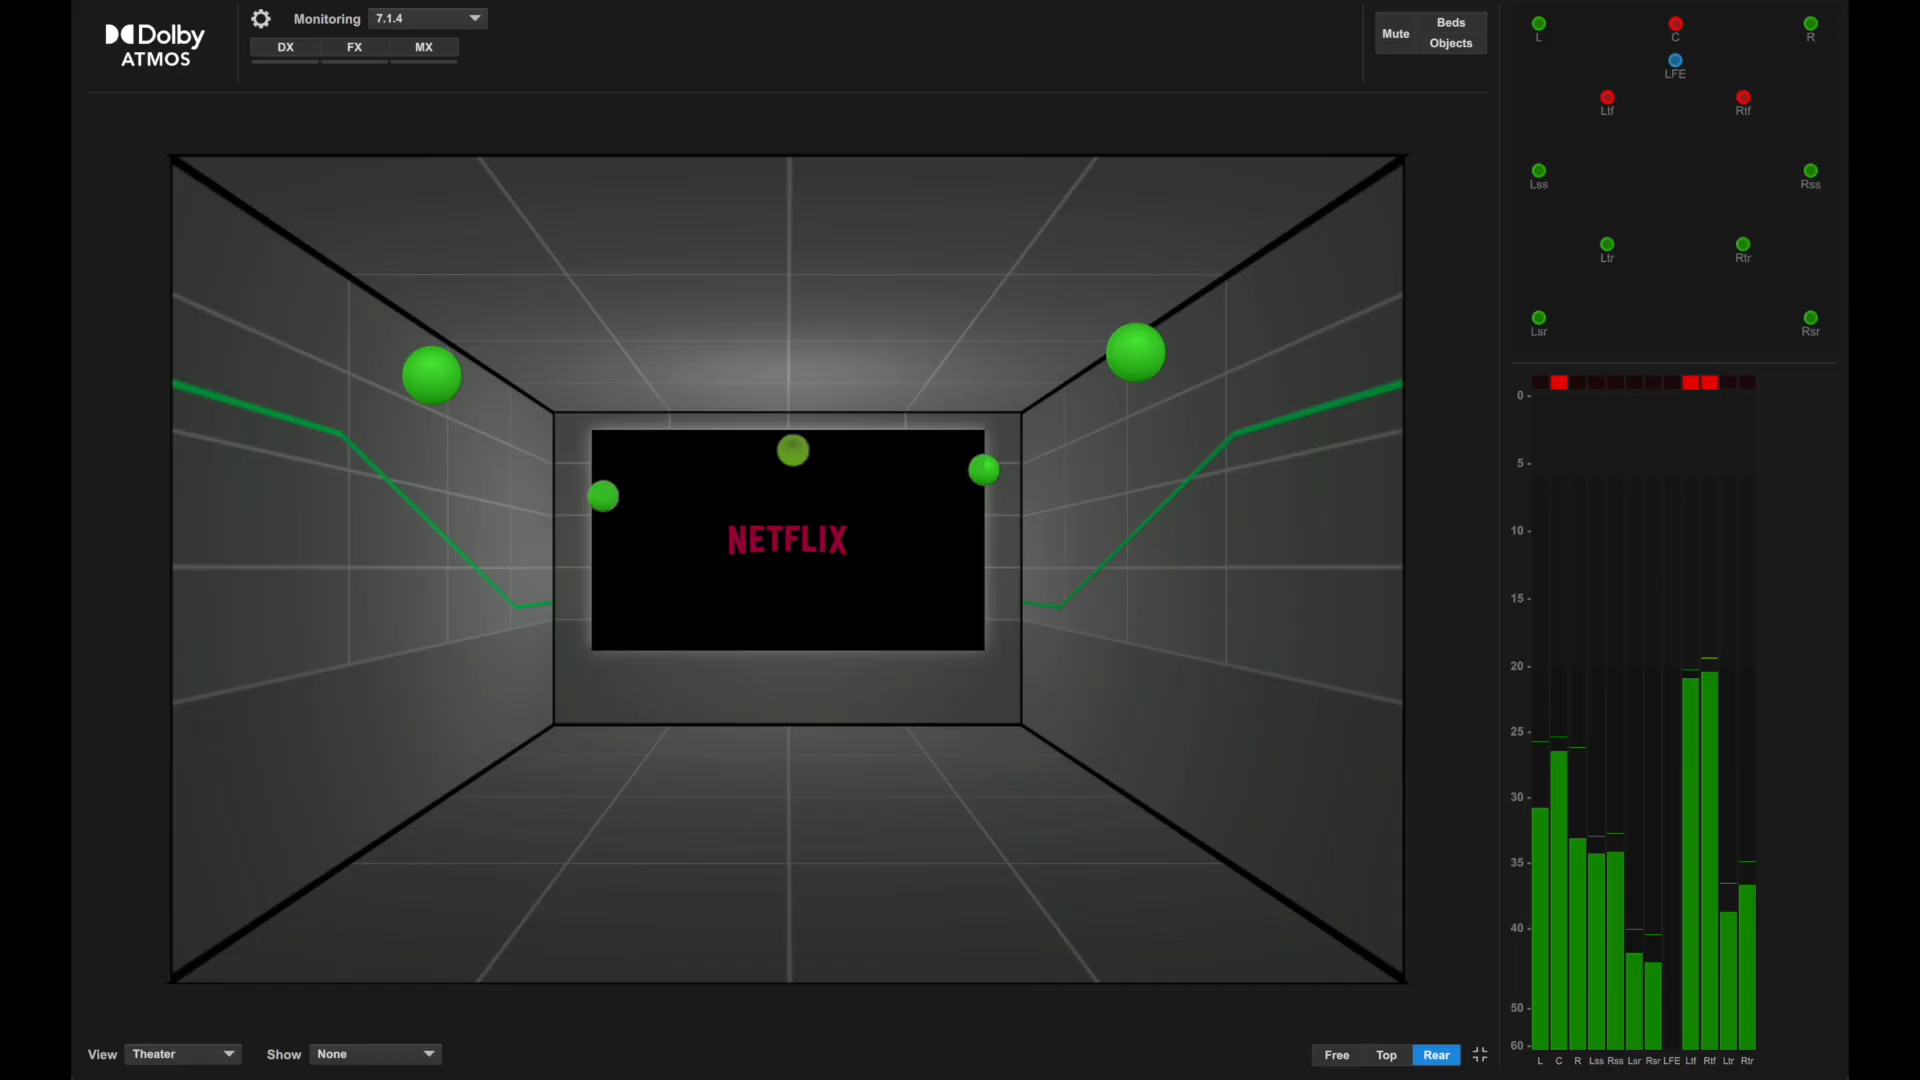 Dolby
ATMOS
Monitoring 7.1.4
DX FX MX
Mute
Beds
Objects
L C R
LFE
Ltf Rtf
Lss Rss
Ltr Rtr
Lsr Rsr
NETFLIX
0 -
5 -
10 -
15 -
20 -
25 -
30 -
35 -
40 -
50 -
60 -
L C R Lss Rss Lsr Rsr LFE Ltf Rtf Ltr Rtr
View Theater Show None
Free Top Rear